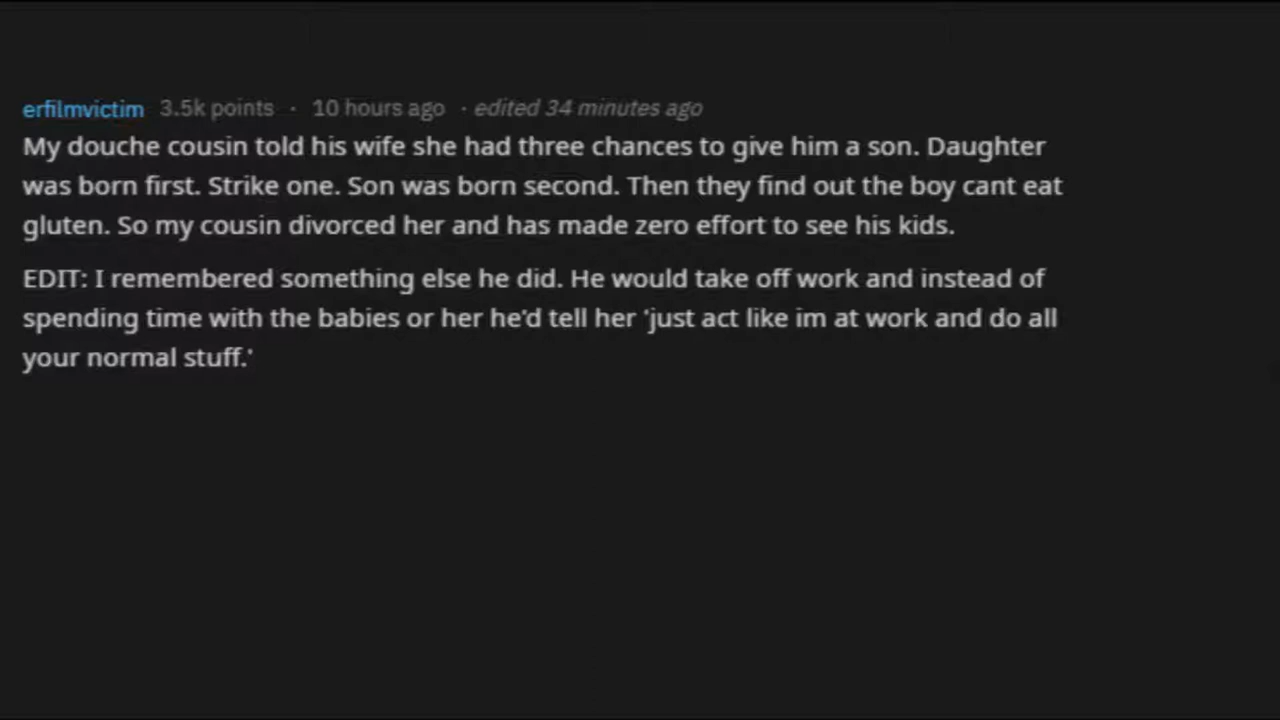 erfilmvictim 3.5k points · 10 hours ago · edited 34 minutes ago
My douche cousin told his wife she had three chances to give him a son. Daughter
was born first. Strike one. Son was born second. Then they find out the boy cant eat
gluten. So my cousin divorced her and has made zero effort to see his kids.
EDIT: I remembered something else he did. He would take off work and instead of
spending time with the babies or her he'd tell her 'just act like im at work and do all
your normal stuff.'